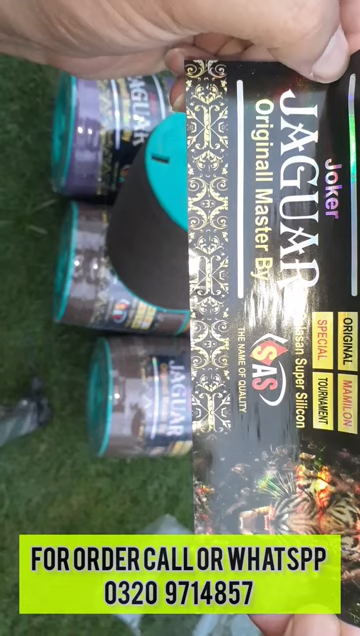 Joker
JAGUAR
Original Master By
SAS
THE NAME OF QUALITY
Hasan Super Silicon
ORIGINAL
MAMILON
SPECIAL
TOURNAMENT
JAGUAR
JAGUAR
FOR ORDER CALL OR WHATSPP
0320 9714857